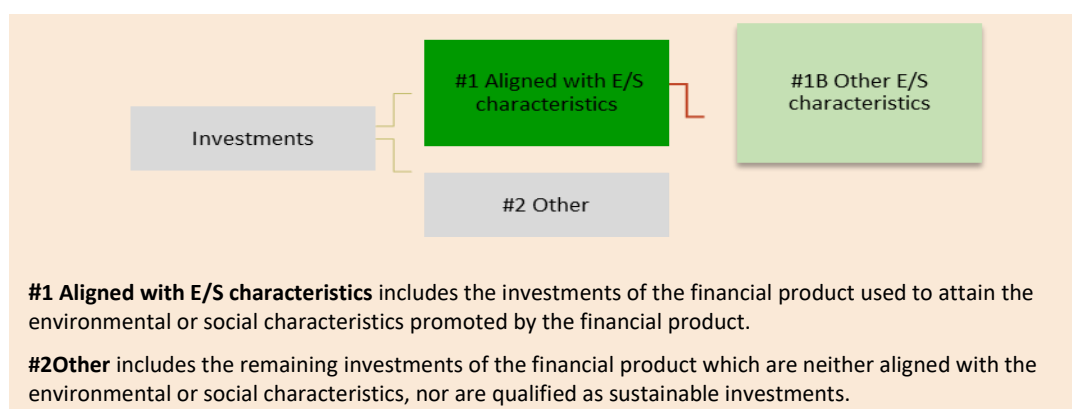 #1 Aligned with E/S
characteristics
#1B Other E/S
characteristics
Investments
#2 Other
#1 Aligned with E/S characteristics includes the investments of the financial product used to attain the
environmental or social characteristics promoted by the financial product.
#2Other includes the remaining investments of the financial product which are neither aligned with the
environmental or social characteristics, nor are qualified as sustainable investments.